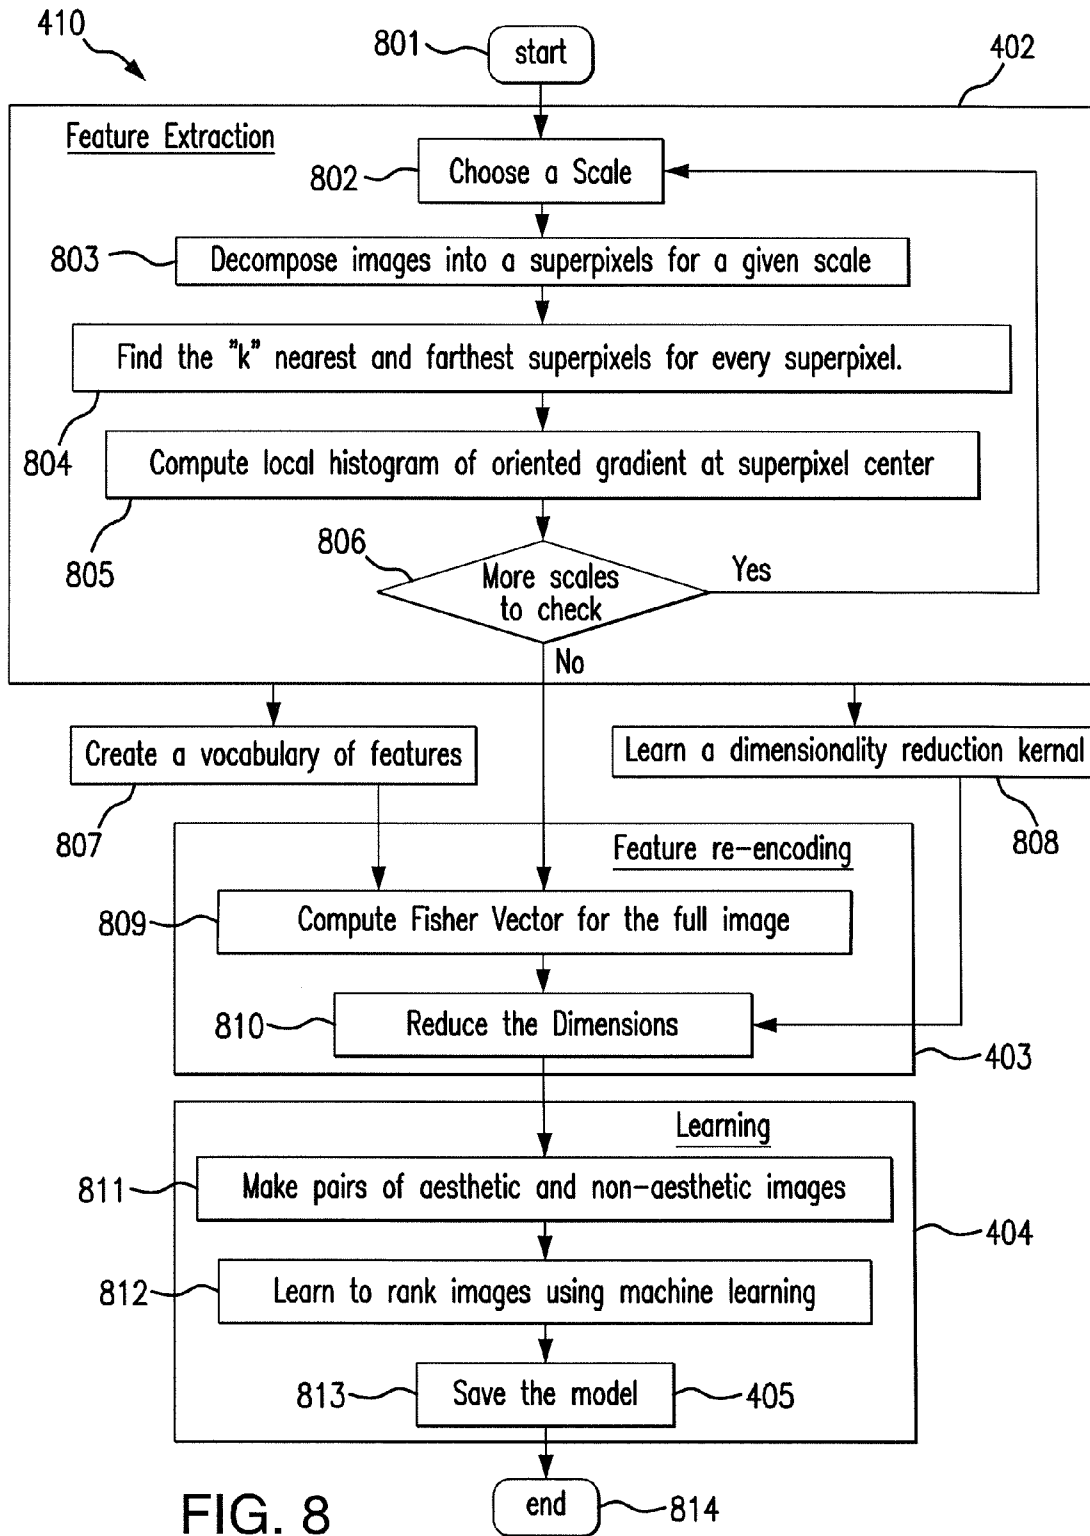 410
801
start
402
Feature Extraction
802
Choose a Scale
803
Decompose images into a superpixels for a given scale
Find the "k" nearest and farthest superpixels for every superpixel.
804
Compute local histogram of oriented gradient at superpixel center
805
806
More scales
to check
Yes
No
Create a vocabulary of features
807
Learn a dimensionality reduction kernal
808
Feature re-encoding
809
Compute Fisher Vector for the full image
810
Reduce the Dimensions
403
Learning
811
Make pairs of aesthetic and non-aesthetic images
404
812
Learn to rank images using machine learning
813
Save the model
405
end
814
FIG. 8